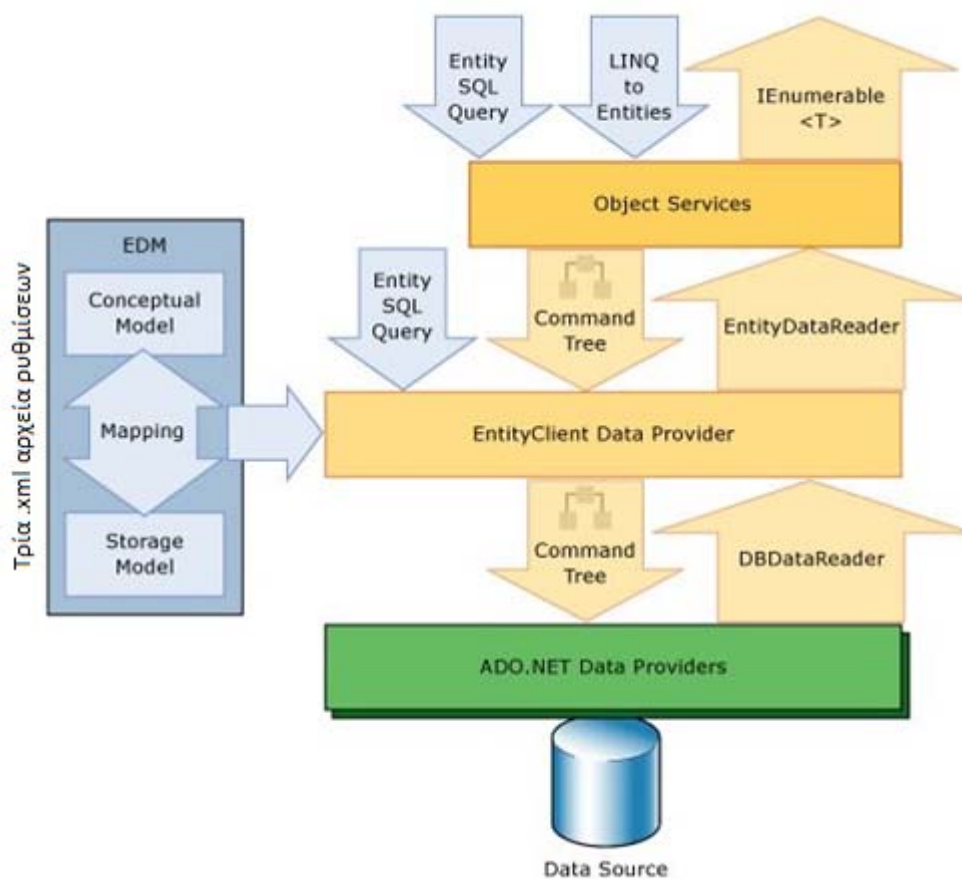 Entity
SQL
Query
LINQ
to
Entities
IEnumerable
<T>
Object Services
Τρία .xml αρχεία ρυθμίσεων
EDM
Conceptual
Model
Mapping
Storage
Model
Entity
SQL
Query
Command
Tree
EntityDataReader
EntityClient Data Provider
Command
Tree
DBDataReader
ADO.NET Data Providers
Data Source